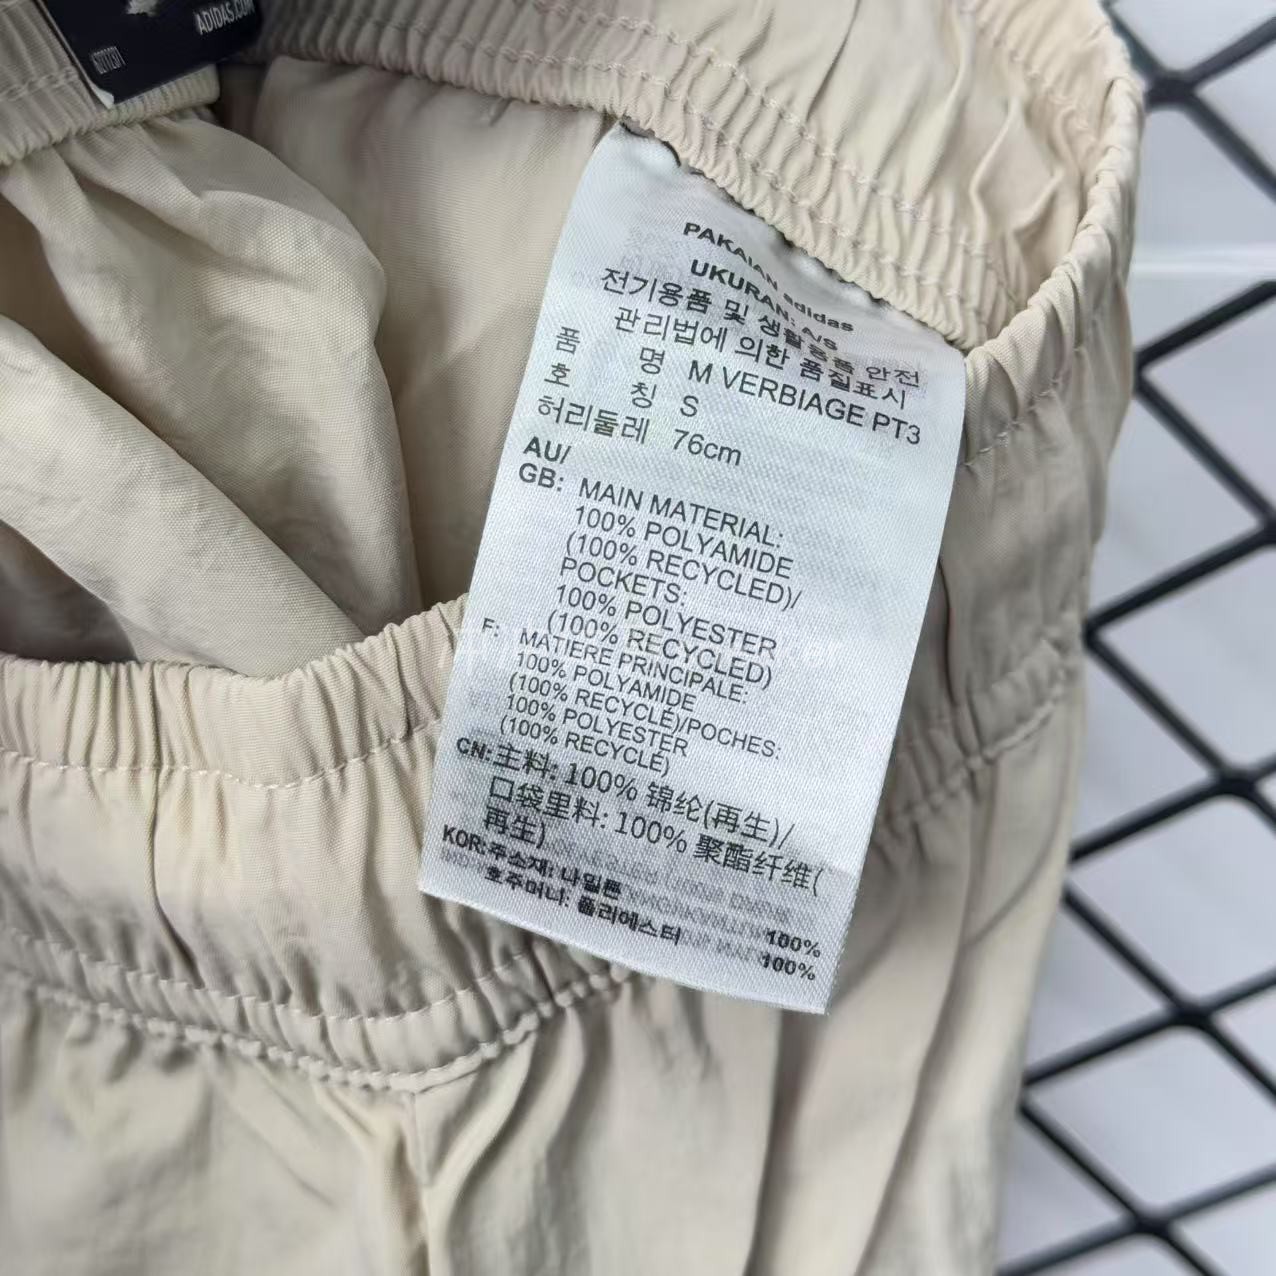 ADIDAS.COM
PAKAIAN adidas
UKURAN: A/S
전기용품 및 생활용품 안전
관리법에 의한 품질표시
품 명 M VERBIAGE PT3
호 칭 S
허리둘레 76cm
AU/
GB: MAIN MATERIAL:
100% POLYAMIDE
(100% RECYCLED)/
POCKETS:
100% POLYESTER
(100% RECYCLED)
F: MATIERE PRINCIPALE:
100% POLYAMIDE
(100% RECYCLÉ)/POCHES:
100% POLYESTER
(100% RECYCLE)
CN: 主料: 100% 锦纶(再生)/
口袋里料: 100% 聚酯纤维(
再生)
KOR: 주소재: 나일론 100%
호주머니: 폴리에스터 100%